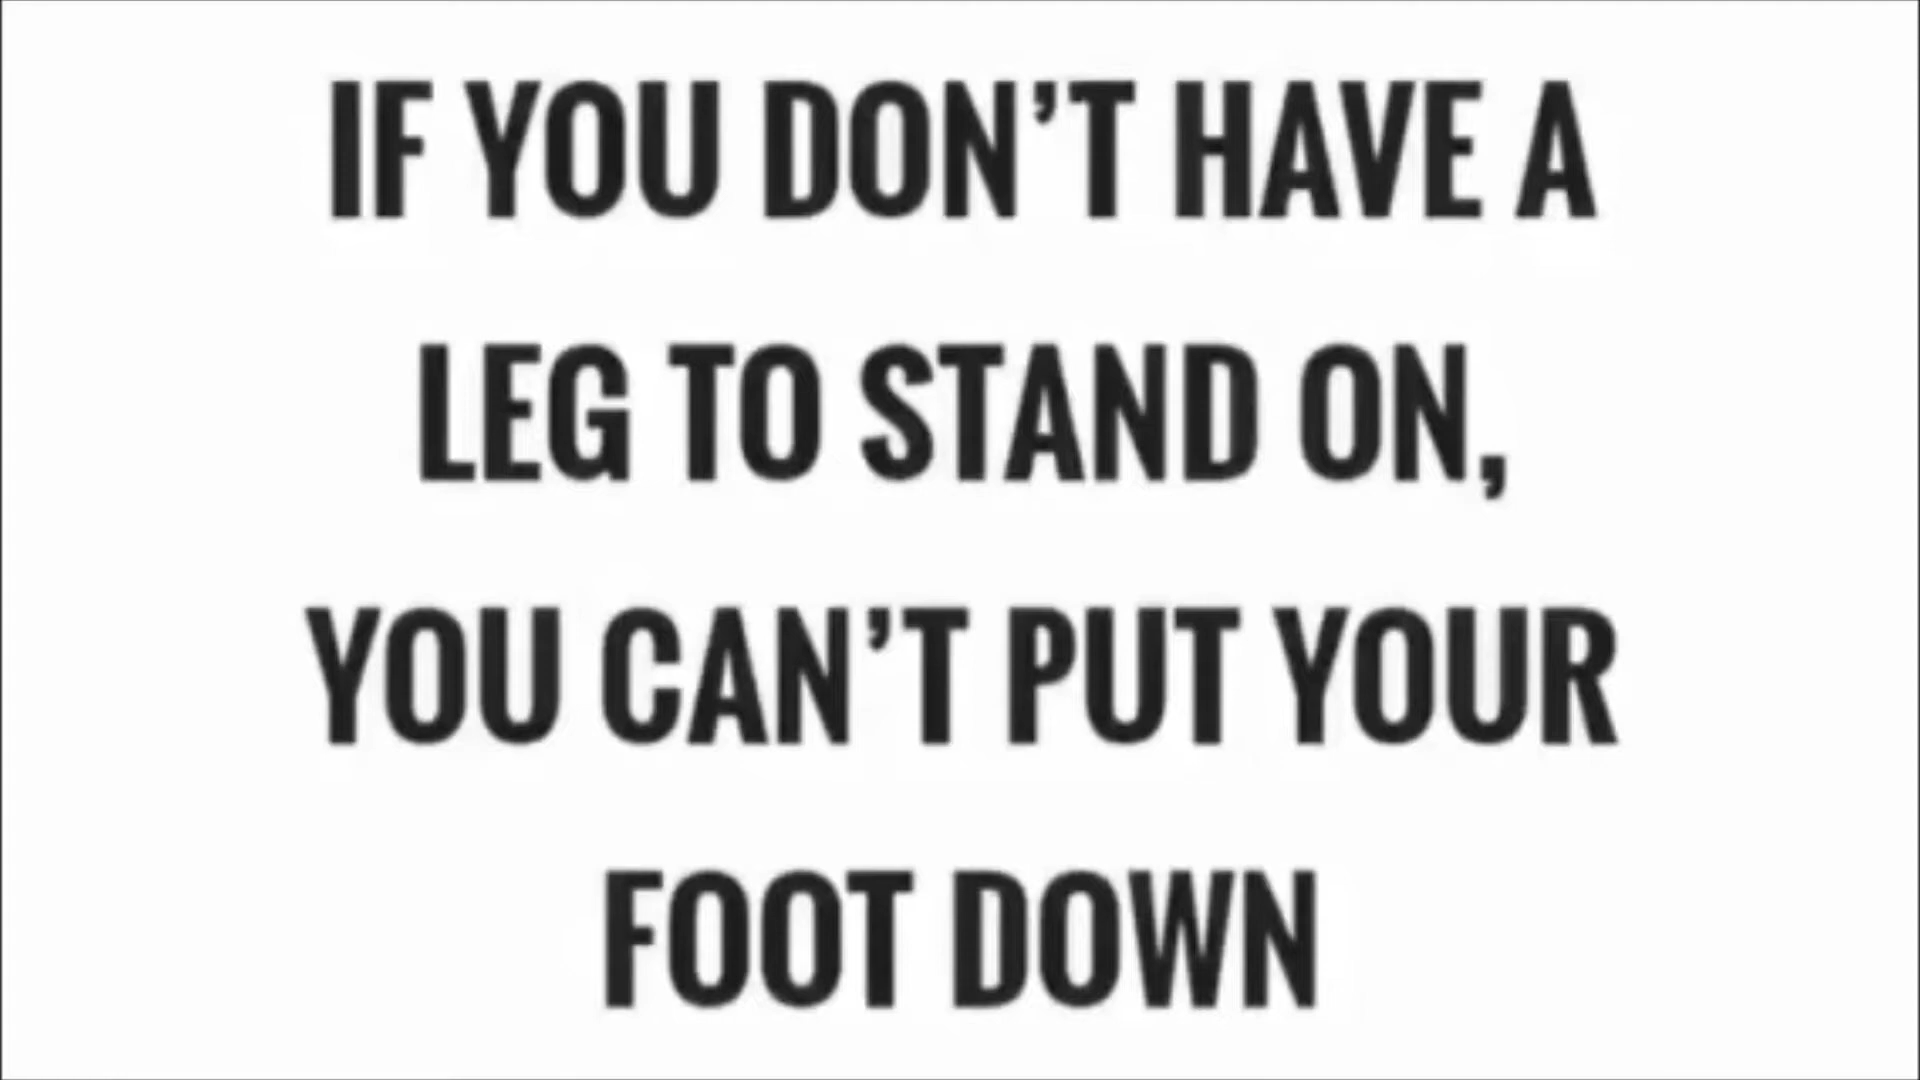 IF YOU DON’T HAVE A
LEG TO STAND ON,
YOU CAN’T PUT YOUR
FOOT DOWN